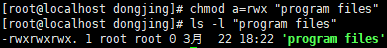 [root@localhost dongjing]# chmod a=rwx "program files"
[root@localhost dongjing]# ls -l "program files"
-rwxrwxrwx. 1 root root 0 3月  22 18:22 'program files'